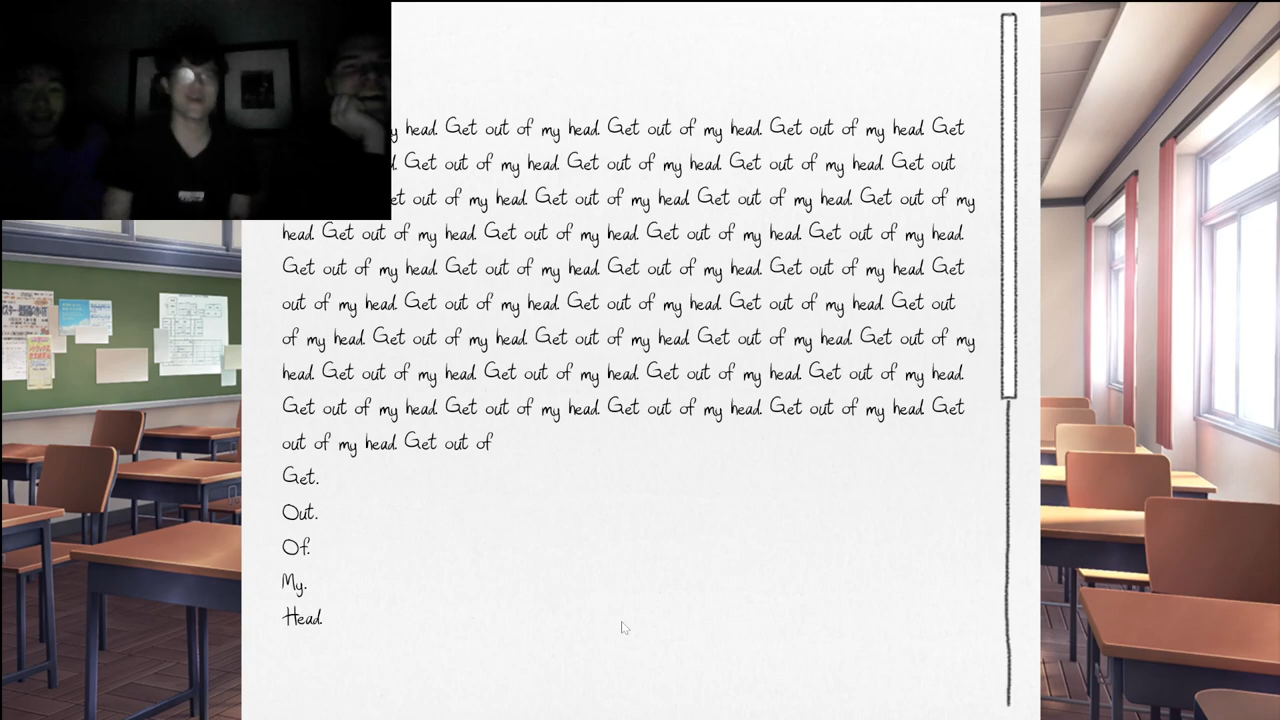 head. Get out of my head. Get out of my head. Get out of my head. Get
Get out of my head. Get out of my head. Get out of my head. Get out
out of my head. Get out of my head. Get out of my head. Get out of my
head. Get out of my head. Get out of my head. Get out of my head. Get out of my head.
Get out of my head. Get out of my head. Get out of my head. Get out of my head. Get
out of my head. Get out of my head. Get out of my head. Get out of my head. Get out
of my head. Get out of my head. Get out of my head. Get out of my head. Get out of my
head. Get out of my head. Get out of my head. Get out of my head. Get out of my head.
Get out of my head. Get out of my head. Get out of my head. Get out of my head. Get
out of my head. Get out of
Get.
Out.
Of.
My.
Head.